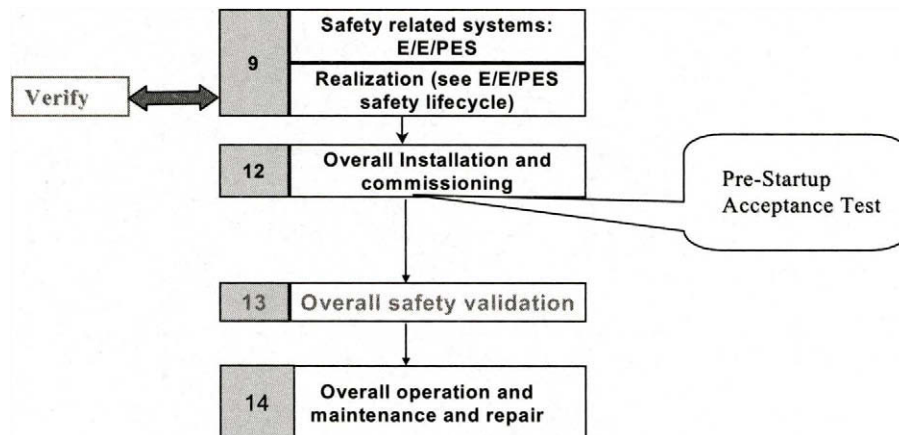 Safety related systems:
E/E/PES
9
Realization (see E/E/PES
safety lifecycle)
Verify
12
Overall Installation and
commissioning
Pre-Startup
Acceptance Test
13
Overall safety validation
14
Overall operation and
maintenance and repair